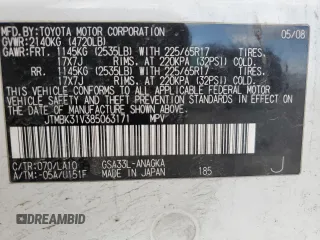 MFD.BY:TOYOTA MOTOR CORPORATION 05/08
GVWR:2140KG (4720LB)
GAWR:FRT. 1145KG (2535LB) WITH 225/65R17 TIRES,
17X7J RIMS, AT 220KPA (32PSI) COLD
RR. 1145KG (2535LB) WITH 225/65R17 TIRES,
17X7J RIMS, AT 220KPA (32PSI) COLD
THIS VEHICLE CONFORMS TO ALL APPLICABLE
FEDERAL MOTOR VEHICLE SAFETY AND
THEFT PREVENTION STANDARDS IN EFFECT ON
THE DATE OF MANUFACTURE SHOWN ABOVE.
JTMBK31V385063171 MPV
C/TR:070/LA10 GSA33L-ANAGKA
A/TM:-05A/U151F MADE IN JAPAN 185 J
DEALERSHIP.COM